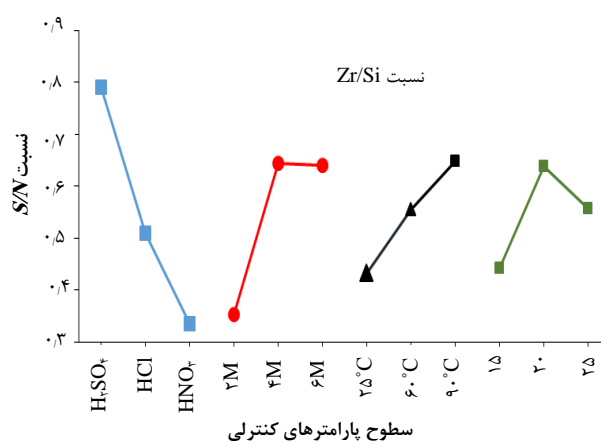 ۰٫۹
۰٫۸
۰٫۷
۰٫۶
۰٫۵
۰٫۴
۰٫۳
نسبت S/N
نسبت Zr/Si
H۲SO۴
HCl
HNO۳
۲M
۴M
۶M
۲۵°C
۶۰°C
۹۰°C
۱۵
۲۰
۲۵
سطوح پارامترهای کنترلی